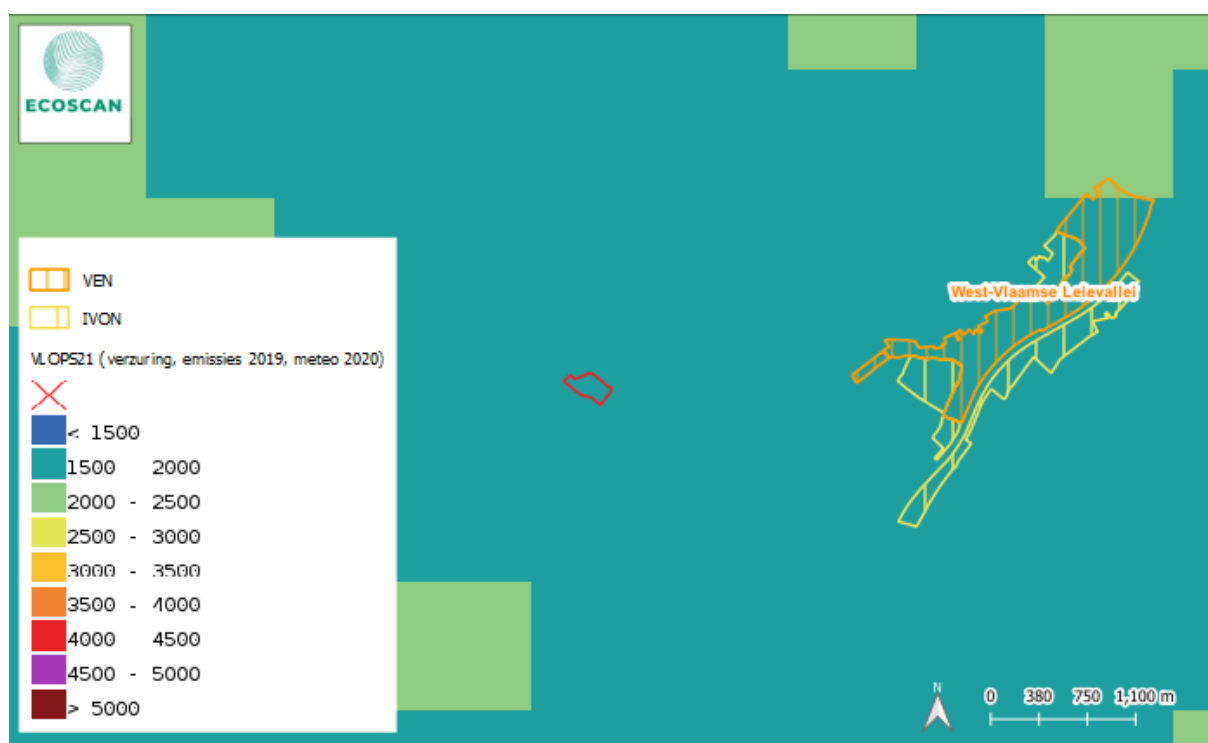 ECOSCAN
VEN
IVON
VLOPS21 (verzuring, emissies 2019, meteo 2020)
< 1500
1500 2000
2000 - 2500
2500 - 3000
3000 - 3500
3500 - 4000
4000 4500
4500 - 5000
> 5000
West-Vlaamse Leievallei
N
0 380 750 1,100 m